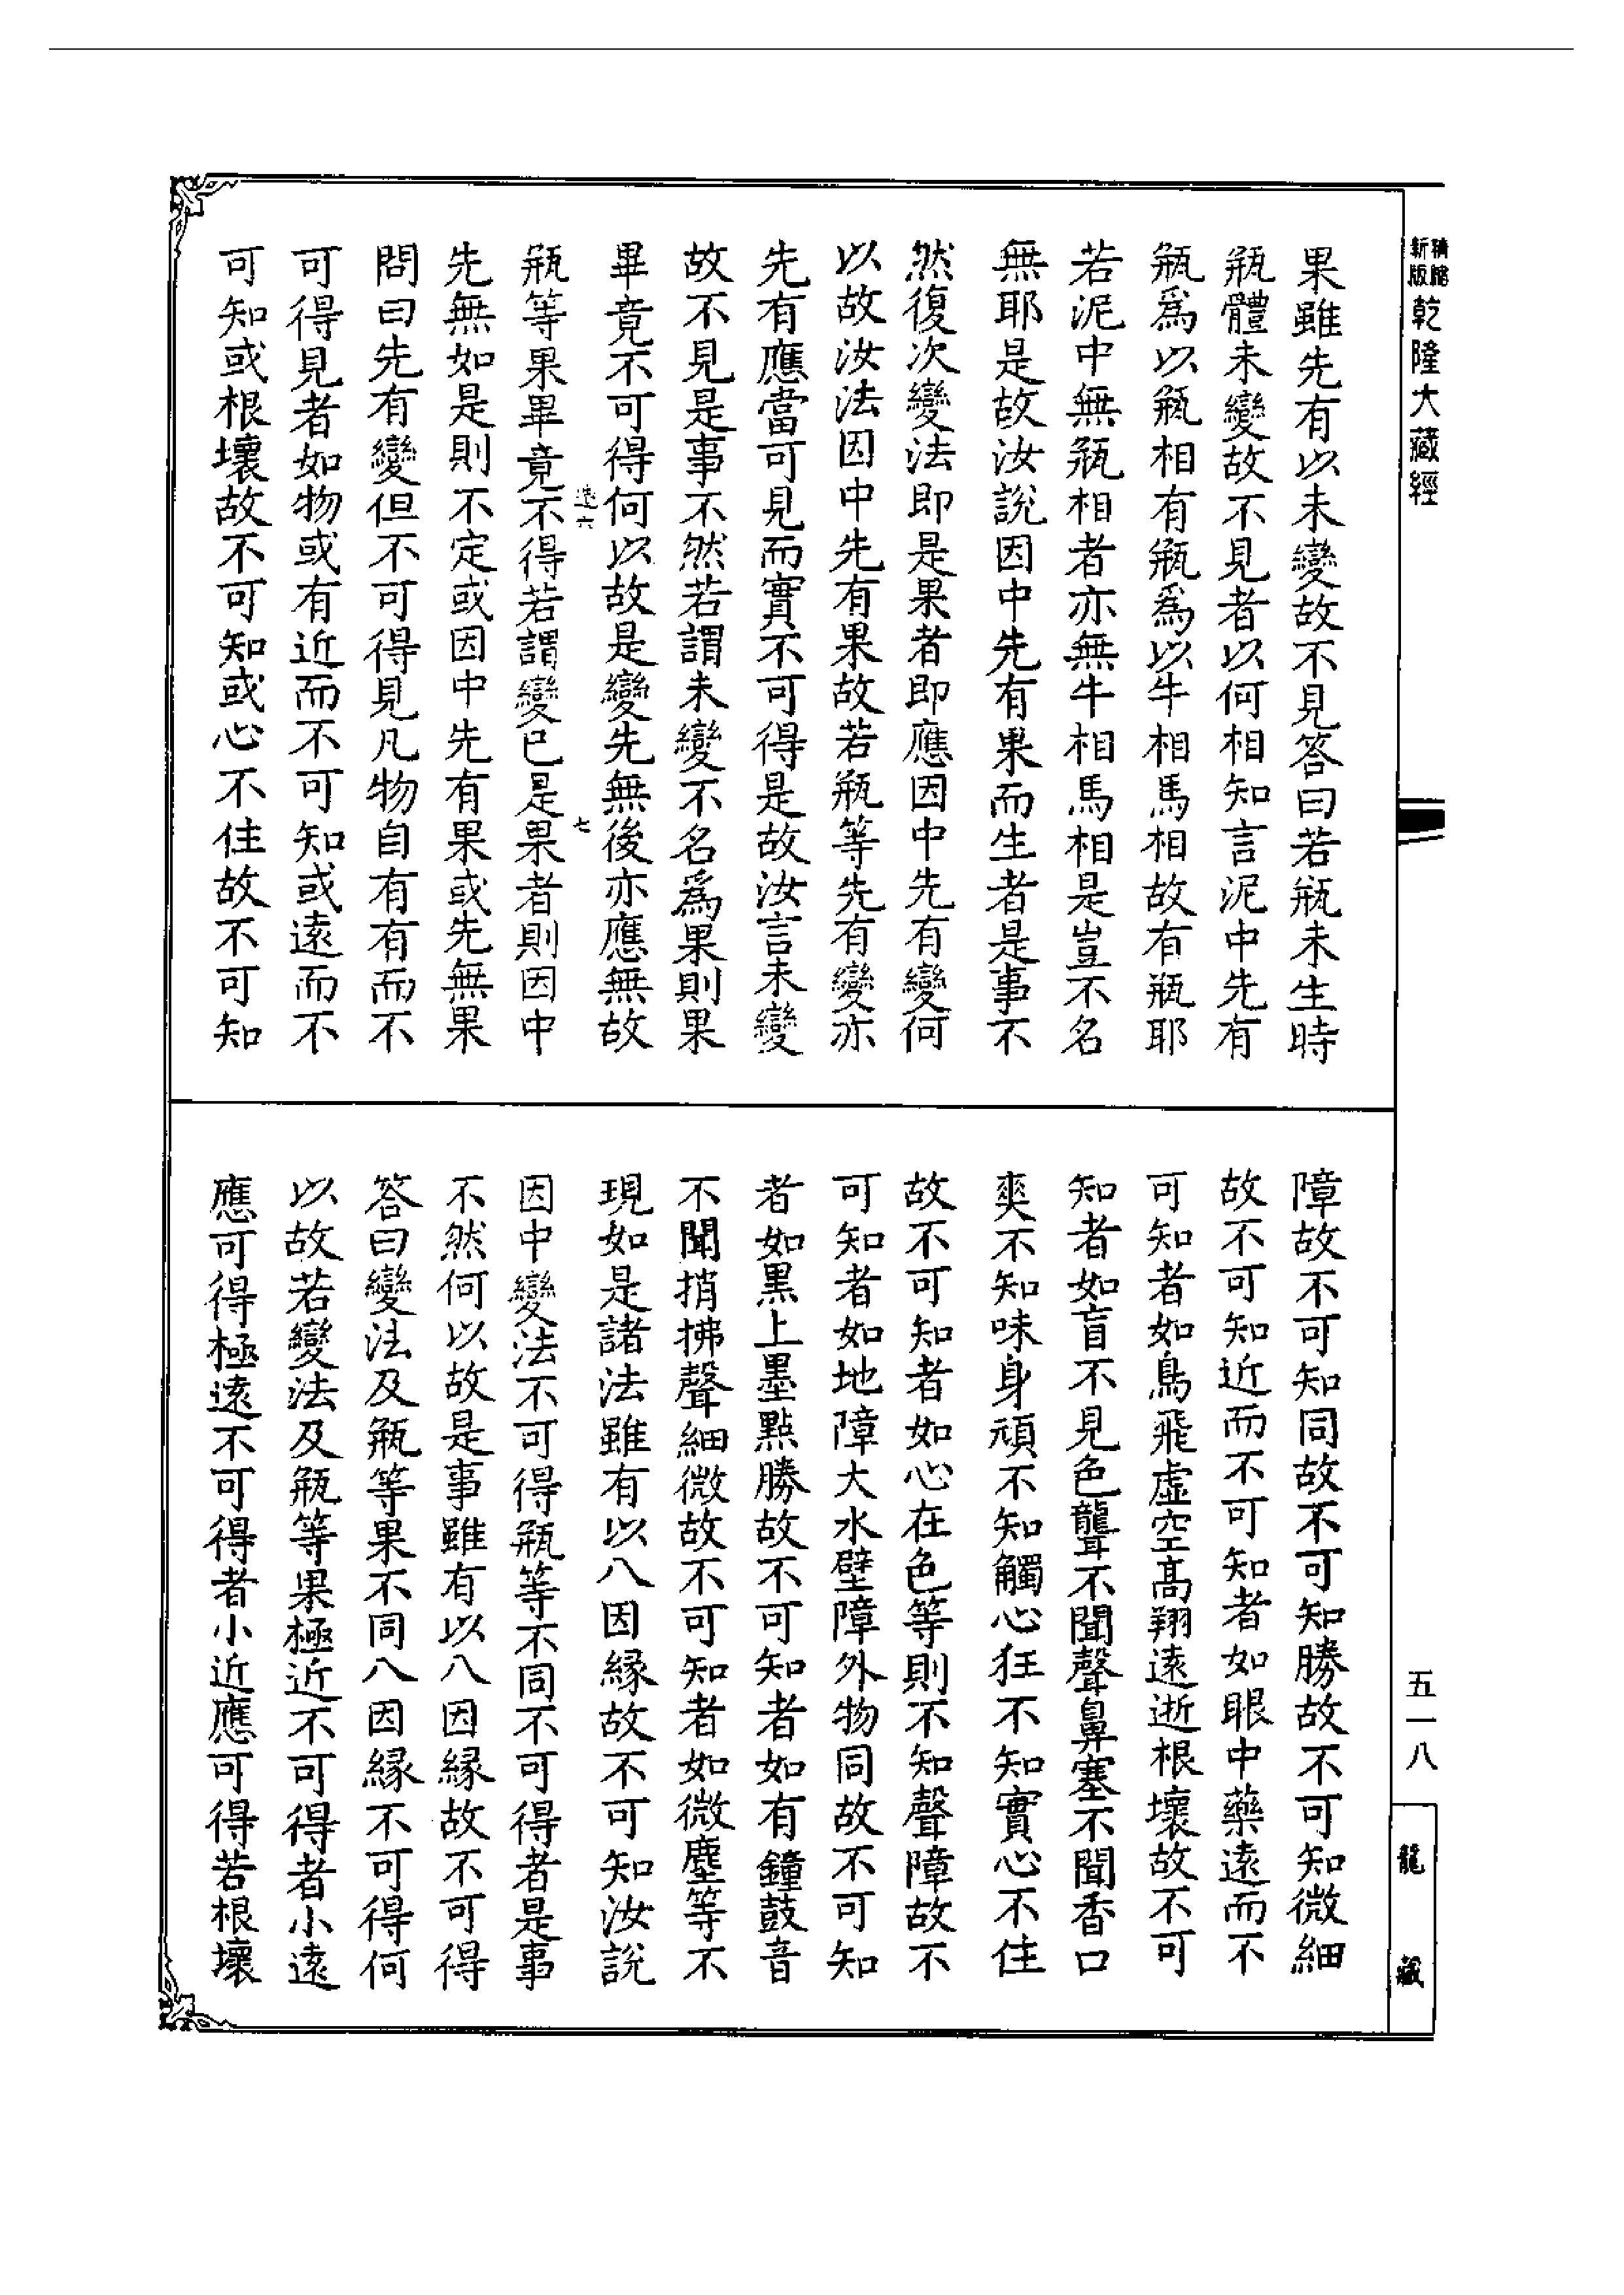 新版精縮乾隆大藏經
果雖先有以未變故不見答曰若瓶未生時
瓶體未變故不見者以何相知言泥中先有
瓶爲以瓶相有瓶爲以牛相馬相故有瓶耶
若泥中無瓶相者亦無牛相馬相是豈不名
無耶是故汝說因中先有果而生者是事不
然復次變法即是果者即應因中先有變何
以故汝法因中先有果故若瓶等先有變亦
先有應當可見而實不可得是故汝言未變
故不見是事不然若謂未變不名爲果則果
畢竟不可得何以故是變先無後亦應無故
六 七
瓶等果畢竟不得若謂變已是果者則因中
先無如是則不定或因中先有果或先無果
問曰先有變但不可得見凡物自有有而不
可得見者如物或有近而不可知或遠而不
可知或根壞故不可知或心不住故不可知
障故不可知同故不可知勝故不可知微細
故不可知近而不可知者如眼中藥遠而不
可知者如鳥飛虛空高翔遠逝根壞故不可
知者如盲不見色聾不聞聲鼻塞不聞香口
爽不知味身頑不知觸心狂不知實心不住
故不可知者如心在色等則不知聲障故不
可知者如地障大水壁障外物同故不可知
者如黑上墨點勝故不可知者如有鐘鼓音
不聞捎拂聲細微故不可知者如微塵等不
現如是諸法雖有以八因緣故不可知汝說
因中變法不可得瓶等不同不可得者是事
不然何以故是事雖有以八因緣故不可得
答曰變法及瓶等果不同八因緣不可得何
以故若變法及瓶等果極近不可得者小遠
應可得極遠不可得者小近應可得若根壞
五一八
龍藏